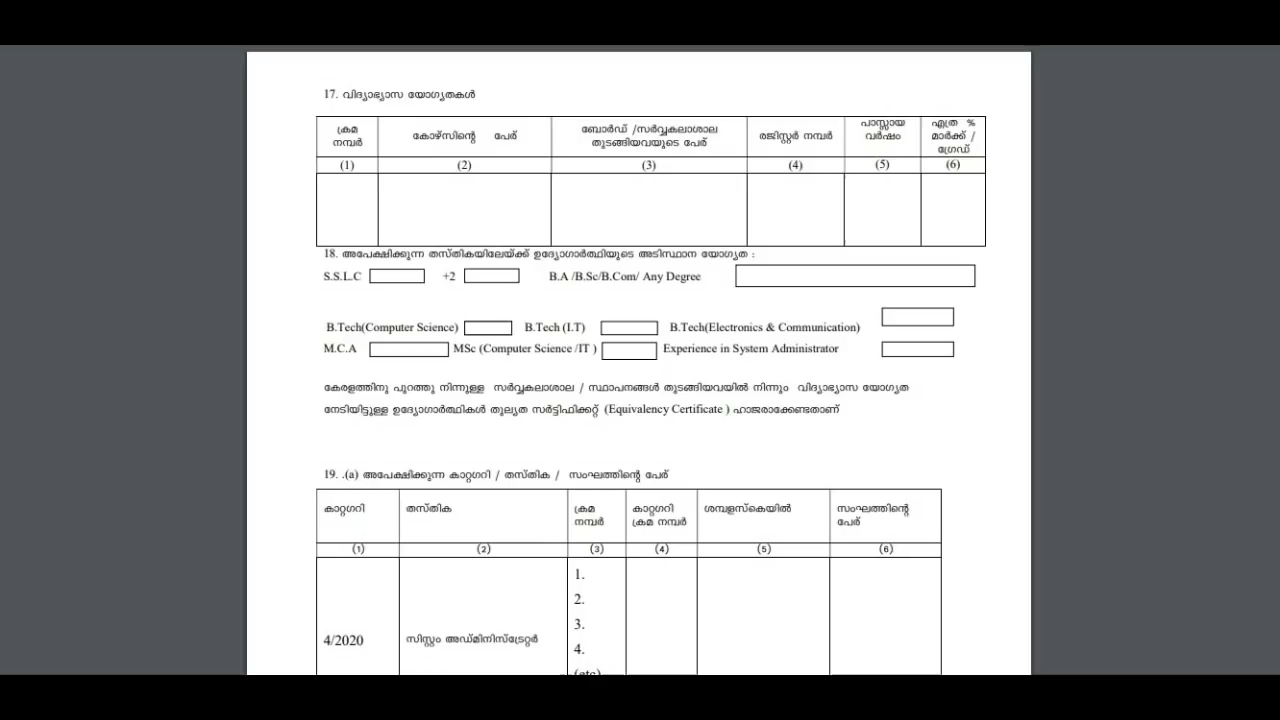 17. വിദ്യാഭ്യാസ യോഗ്യതകൾ
ക്രമ നമ്പർ
കോഴ്സിന്റെ പേര്
ബോർഡ് /സർവ്വകലാശാല തുടങ്ങിയവയുടെ പേര്
രജിസ്റ്റർ നമ്പർ
പാസ്സായ വർഷം
എത്ര % മാർക്ക് / ഗ്രേഡ്
(1) (2) (3) (4) (5) (6)
18. അപേക്ഷിക്കുന്ന തസ്തികയിലേയ്ക്ക് ഉദ്യോഗാർത്ഥിയുടെ അടിസ്ഥാന യോഗ്യത :
S.S.L.C +2 B.A /B.Sc/B.Com/ Any Degree
B.Tech(Computer Science) B.Tech (I.T) B.Tech(Electronics & Communication)
M.C.A MSc (Computer Science /IT ) Experience in System Administrator
കേരളത്തിനു പുറത്തു നിന്നുള്ള സർവ്വകലാശാല / സ്ഥാപനങ്ങൾ തുടങ്ങിയവയിൽ നിന്നും വിദ്യാഭ്യാസ യോഗ്യത
നേടിയിട്ടുള്ള ഉദ്യോഗാർത്ഥികൾ തുല്യത സർട്ടിഫിക്കറ്റ് (Equivalency Certificate ) ഹാജരാക്കേണ്ടതാണ്
19. .(a) അപേക്ഷിക്കുന്ന കാറ്റഗറി / തസ്തിക / സംഘത്തിന്റെ പേര്
കാറ്റഗറി
തസ്തിക
ക്രമ നമ്പർ
കാറ്റഗറി ക്രമ നമ്പർ
ശമ്പളസ്കെയിൽ
സംഘത്തിന്റെ പേര്
(1) (2) (3) (4) (5) (6)
1.
2.
3.
4/2020 സിസ്റ്റം അഡ്മിനിസ്ട്രേറ്റർ
4.
(etc)